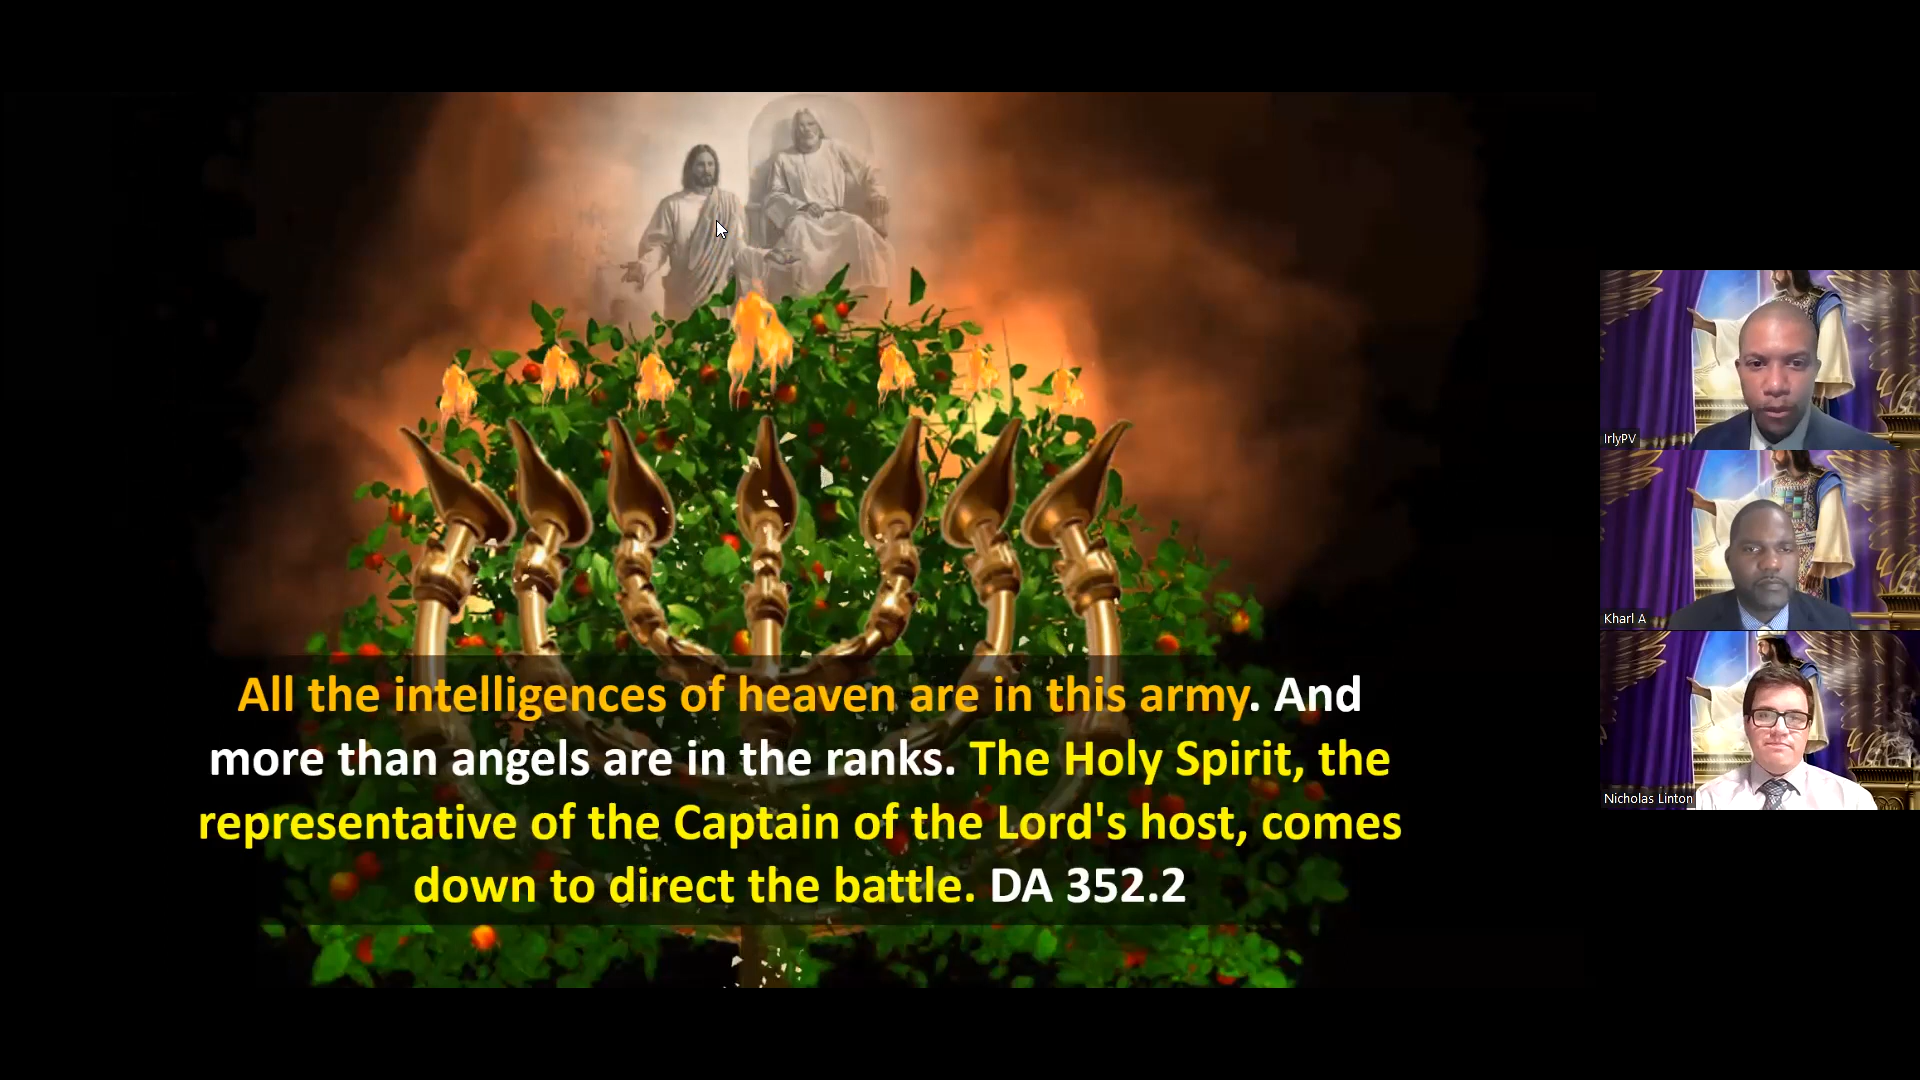 All the intelligences of heaven are in this army. And
more than angels are in the ranks. The Holy Spirit, the
representative of the Captain of the Lord's host, comes
down to direct the battle. DA 352.2
IrlyPV
Kharl A
Nicholas Linton